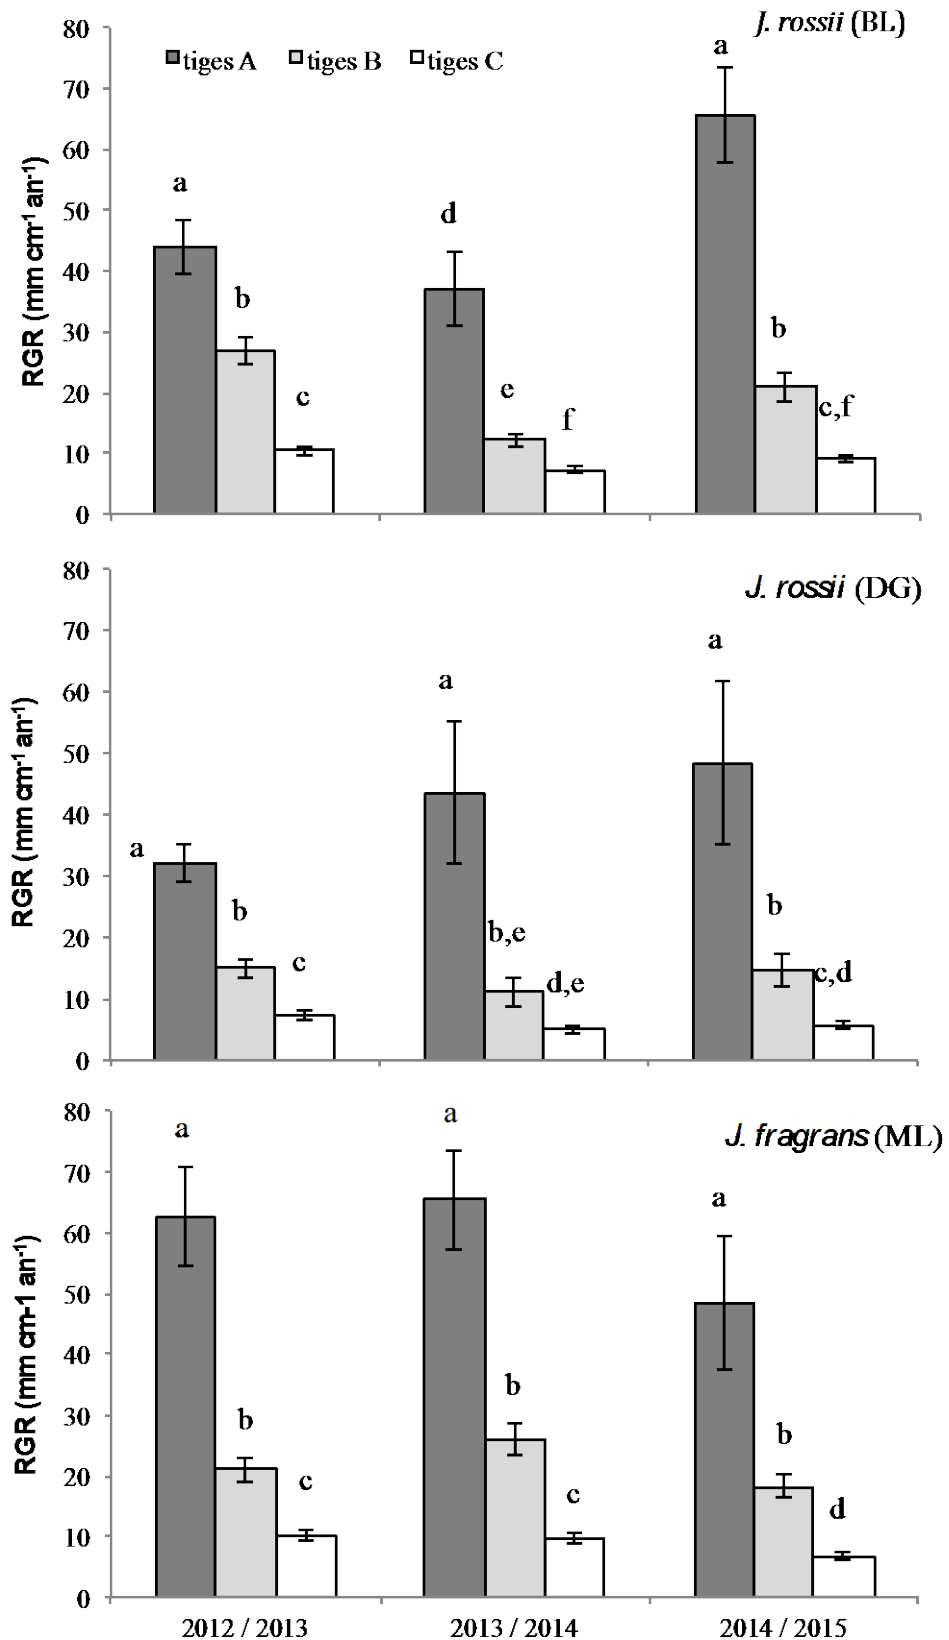 J. rossii (BL)
80
tiges A tiges B tiges C
a
70
60
a
50
d
40
b
b
30
e
c
f
c,f
20
10
0
RGR (mm cm-1 an-1)
80
J. rossii (DG)
70
a
a
60
50
40
a
30
b
b,e
b
20
c
d,e
c,d
10
0
RGR (mm cm-1 an-1)
80
a
a
J. fragrans (ML)
70
a
60
50
40
b
b
b
30
c
c
d
20
10
0
RGR (mm cm-1 an-1)
2012 / 2013 2013 / 2014 2014 / 2015